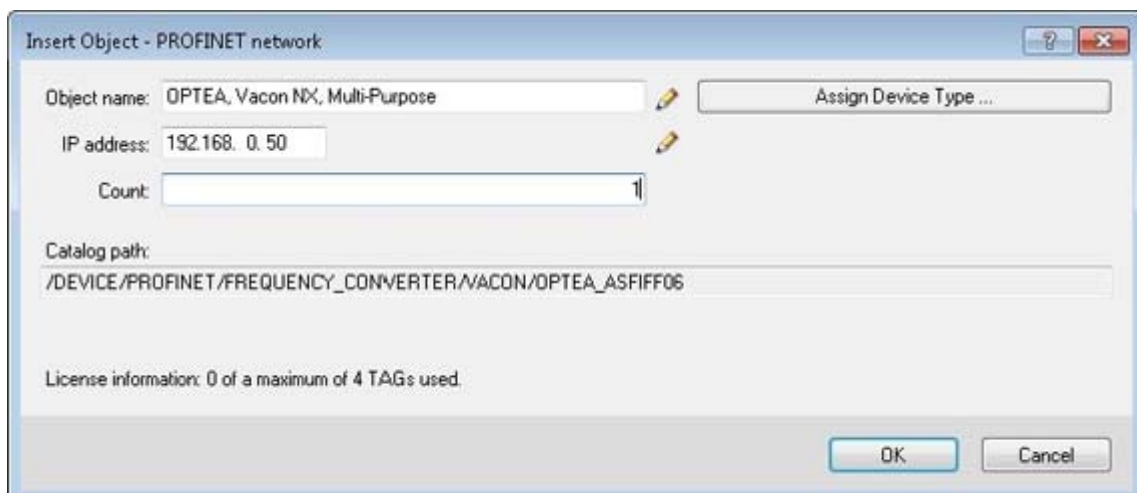 Insert Object - PROFINET network
Object name: OPTEA, Vacon NX, Multi-Purpose Assign Device Type ...
IP address: 192.168. 0. 50
Count: 1
Catalog path:
/DEVICE/PROFINET/FREQUENCY_CONVERTER/VACON/OPTEA_ASFIFF06
License information: 0 of a maximum of 4 TAGs used.
OK Cancel